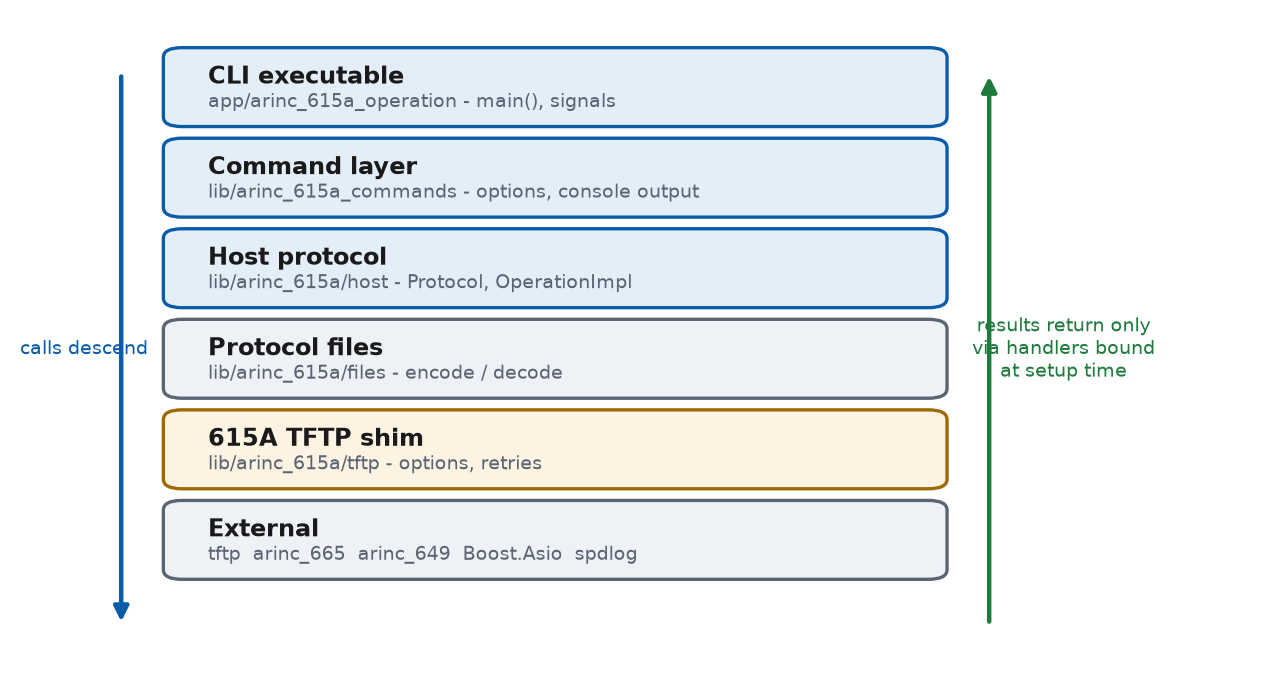 CLI executable
app/arinc_615a_operation - main(), signals
Command layer
lib/arinc_615a_commands - options, console output
Host protocol
lib/arinc_615a/host - Protocol, OperationImpl
calls descend
Protocol files
lib/arinc_615a/files - encode / decode
results return only
via handlers bound
at setup time
615A TFTP shim
lib/arinc_615a/tftp - options, retries
External
tftp  arinc_665  arinc_649  Boost.Asio  spdlog